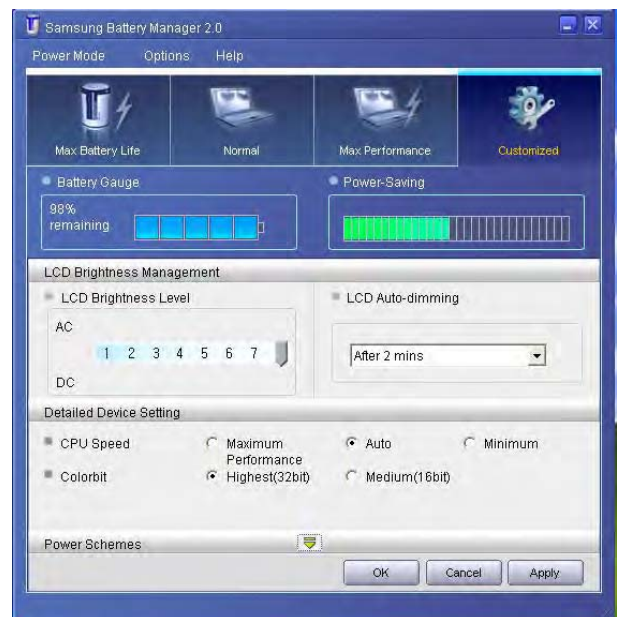 Samsung Battery Manager 2.0
Power Mode Options Help
Max Battery Life Normal Max Performance Customized
Battery Gauge Power-Saving
98%
remaining
LCD Brightness Management
LCD Brightness Level LCD Auto-dimming
AC
1 2 3 4 5 6 7
After 2 mins
DC
Detailed Device Setting
CPU Speed Maximum Performance Auto Minimum
Colorbit Highest(32bit) Medium(16bit)
Power Schemes
OK Cancel Apply